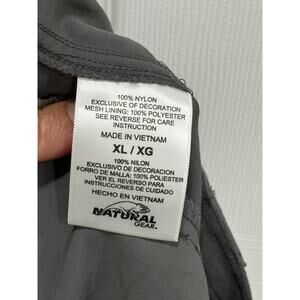 100% NYLON
EXCLUSIVE OF DECORATION
MESH LINING: 100% POLYESTER
SEE REVERSE FOR CARE
INSTRUCTION
MADE IN VIETNAM
XL / XG
100% NILON
EXCLUSIVO DE DECORACION
FORRO DE MALLA: 100% POLIESTER
VER EL REVERSO PARA
INSTRUCCIONES DE CUIDADO
HECHO EN VIETNAM
NATURAL
GEAR.